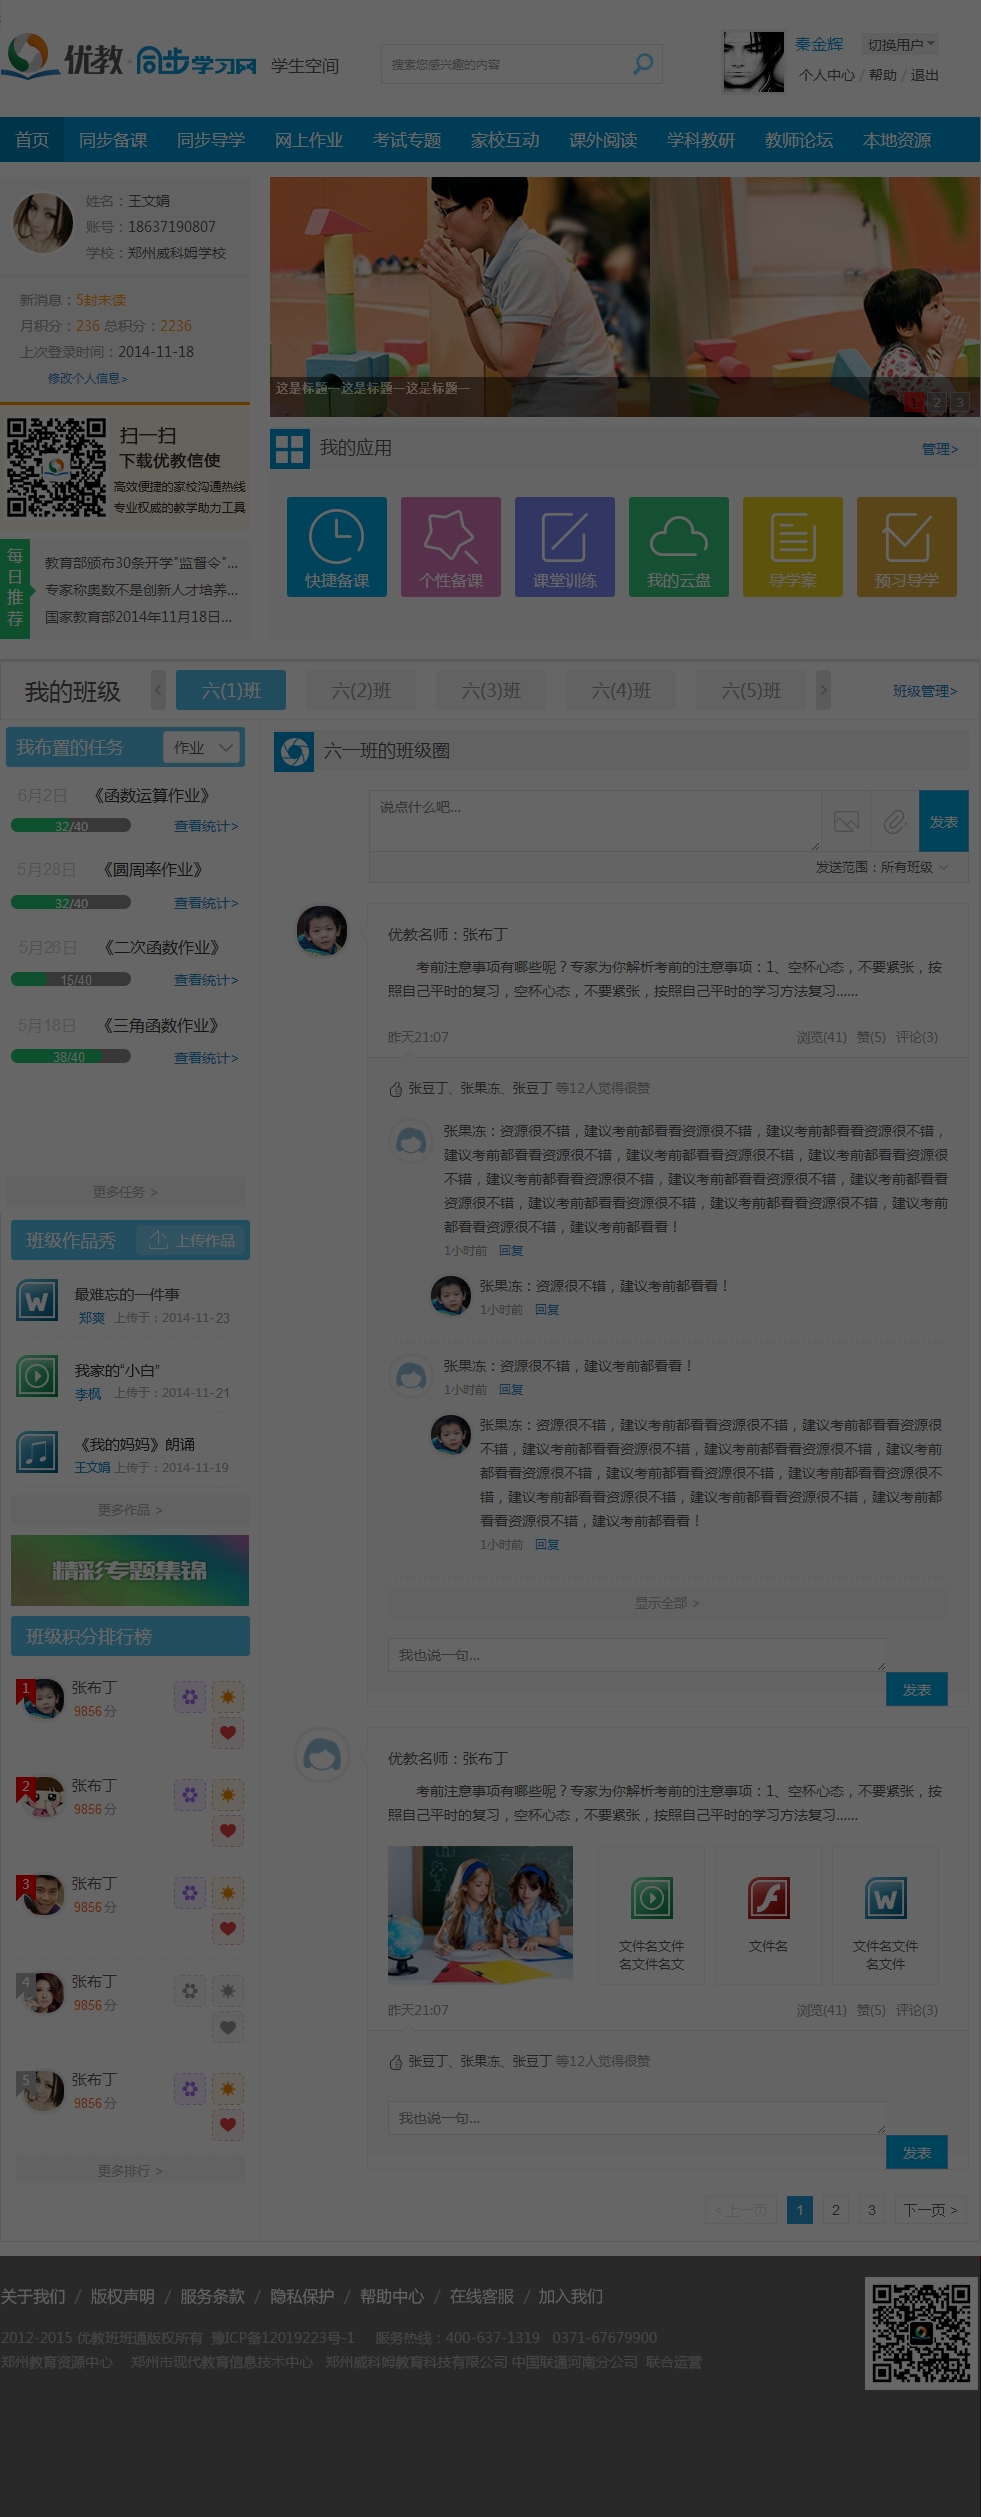 优教·同步学习网 学生空间
搜索您感兴趣的内容
秦金辉 切换用户
个人中心 / 帮助 / 退出
首页 同步备课 同步导学 网上作业 考试专题 家校互动 课外阅读 学科教研 教师论坛 本地资源
姓名：王文娟
账号：18637190807
学校：郑州威科姆学校
新消息：5封未读
月积分：236 总积分：2236
上次登录时间：2014-11-18
修改个人信息>
这是标题一这是标题一这是标题一
1 2 3
扫一扫
下载优教信使
高效便捷的家校沟通热线
专业权威的教学助力工具
我的应用 管理>
快捷备课 个性备课 课堂训练 我的云盘 导学案 预习导学
每日推荐
教育部颁布30条开学"监督令"...
专家称奥数不是创新人才培养...
国家教育部2014年11月18日...
我的班级 < 六(1)班 六(2)班 六(3)班 六(4)班 六(5)班 > 班级管理>
我布置的任务 作业
6月2日 《函数运算作业》
32/40 查看统计>
5月28日 《圆周率作业》
32/40 查看统计>
5月26日 《二次函数作业》
15/40 查看统计>
5月18日 《三角函数作业》
38/40 查看统计>
更多任务 >
班级作品秀 上传作品
最难忘的一件事
郑爽 上传于：2014-11-23
我家的“小白”
李枫 上传于：2014-11-21
《我的妈妈》朗诵
王文娟 上传于：2014-11-19
更多作品 >
精彩专题集锦
班级积分排行榜
1 张布丁
9856分
2 张布丁
9856分
3 张布丁
9856分
4 张布丁
9856分
5 张布丁
9856分
更多排行 >
六一班的班级圈
说点什么吧...
发表
发送范围：所有班级
优教名师：张布丁
考前注意事项有哪些呢？专家为你解析考前的注意事项：1、空杯心态，不要紧张，按
照自己平时的复习，空杯心态，不要紧张，按照自己平时的学习方法复习......
昨天21:07 浏览(41) 赞(5) 评论(3)
张豆丁、张果冻、张豆丁 等12人觉得很赞
张果冻：资源很不错，建议考前都看看资源很不错，建议考前都看看资源很不错，
建议考前都看看资源很不错，建议考前都看看资源很不错，建议考前都看看资源很
不错，建议考前都看看资源很不错，建议考前都看看资源很不错，建议考前都看看
资源很不错，建议考前都看看资源很不错，建议考前都看看资源很不错，建议考前
都看看资源很不错，建议考前都看看！
1小时前 回复
张果冻：资源很不错，建议考前都看看！
1小时前 回复
张果冻：资源很不错，建议考前都看看！
1小时前 回复
张果冻：资源很不错，建议考前都看看资源很不错，建议考前都看看资源很
不错，建议考前都看看资源很不错，建议考前都看看资源很不错，建议考前
都看看资源很不错，建议考前都看看资源很不错，建议考前都看看资源很不
错，建议考前都看看资源很不错，建议考前都看看资源很不错，建议考前都
看看资源很不错，建议考前都看看！
1小时前 回复
显示全部 >
我也说一句...
发表
优教名师：张布丁
考前注意事项有哪些呢？专家为你解析考前的注意事项：1、空杯心态，不要紧张，按
照自己平时的复习，空杯心态，不要紧张，按照自己平时的学习方法复习......
文件名文件
名文件名文
文件名
文件名文件
名文件
昨天21:07 浏览(41) 赞(5) 评论(3)
张豆丁、张果冻、张豆丁 等12人觉得很赞
我也说一句...
发表
< 上一页 1 2 3 下一页 >
关于我们 / 版权声明 / 服务条款 / 隐私保护 / 帮助中心 / 在线客服 / 加入我们
2012-2015 优教班班通版权所有 豫ICP备12019223号-1 服务热线：400-637-1319 0371-67679900
郑州教育资源中心 郑州市现代教育信息技术中心 郑州威科姆教育科技有限公司 中国联通河南分公司 联合运营